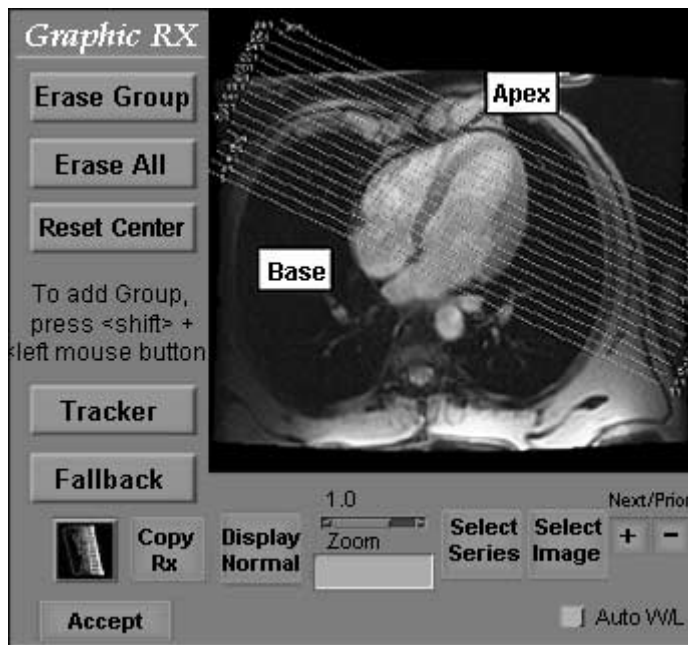 Graphic RX
Erase Group
Erase All
Reset Center
To add Group,
press <shift> +
<left mouse button
Tracker
Fallback
Apex
Base
Copy
Rx
Display
Normal
1.0
Zoom
Select
Series
Select
Image
Next/Prior
+ −
Accept
Auto W/L